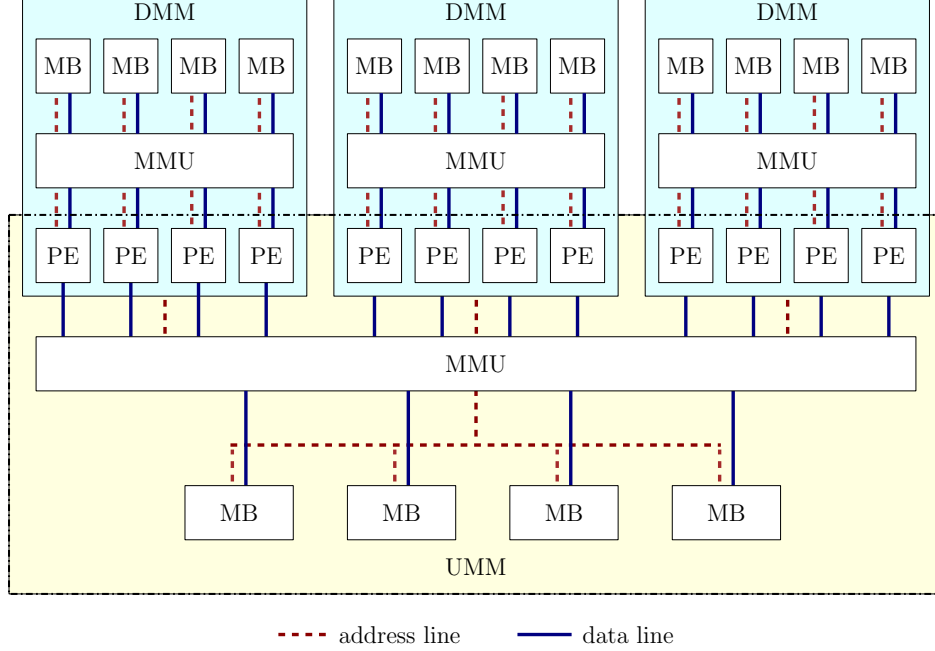 DMM DMM DMM
MB MB MB MB MB MB MB MB MB MB MB MB
MMU MMU MMU
PE PE PE PE PE PE PE PE PE PE PE PE
MMU
MB MB MB MB
UMM
address line data line